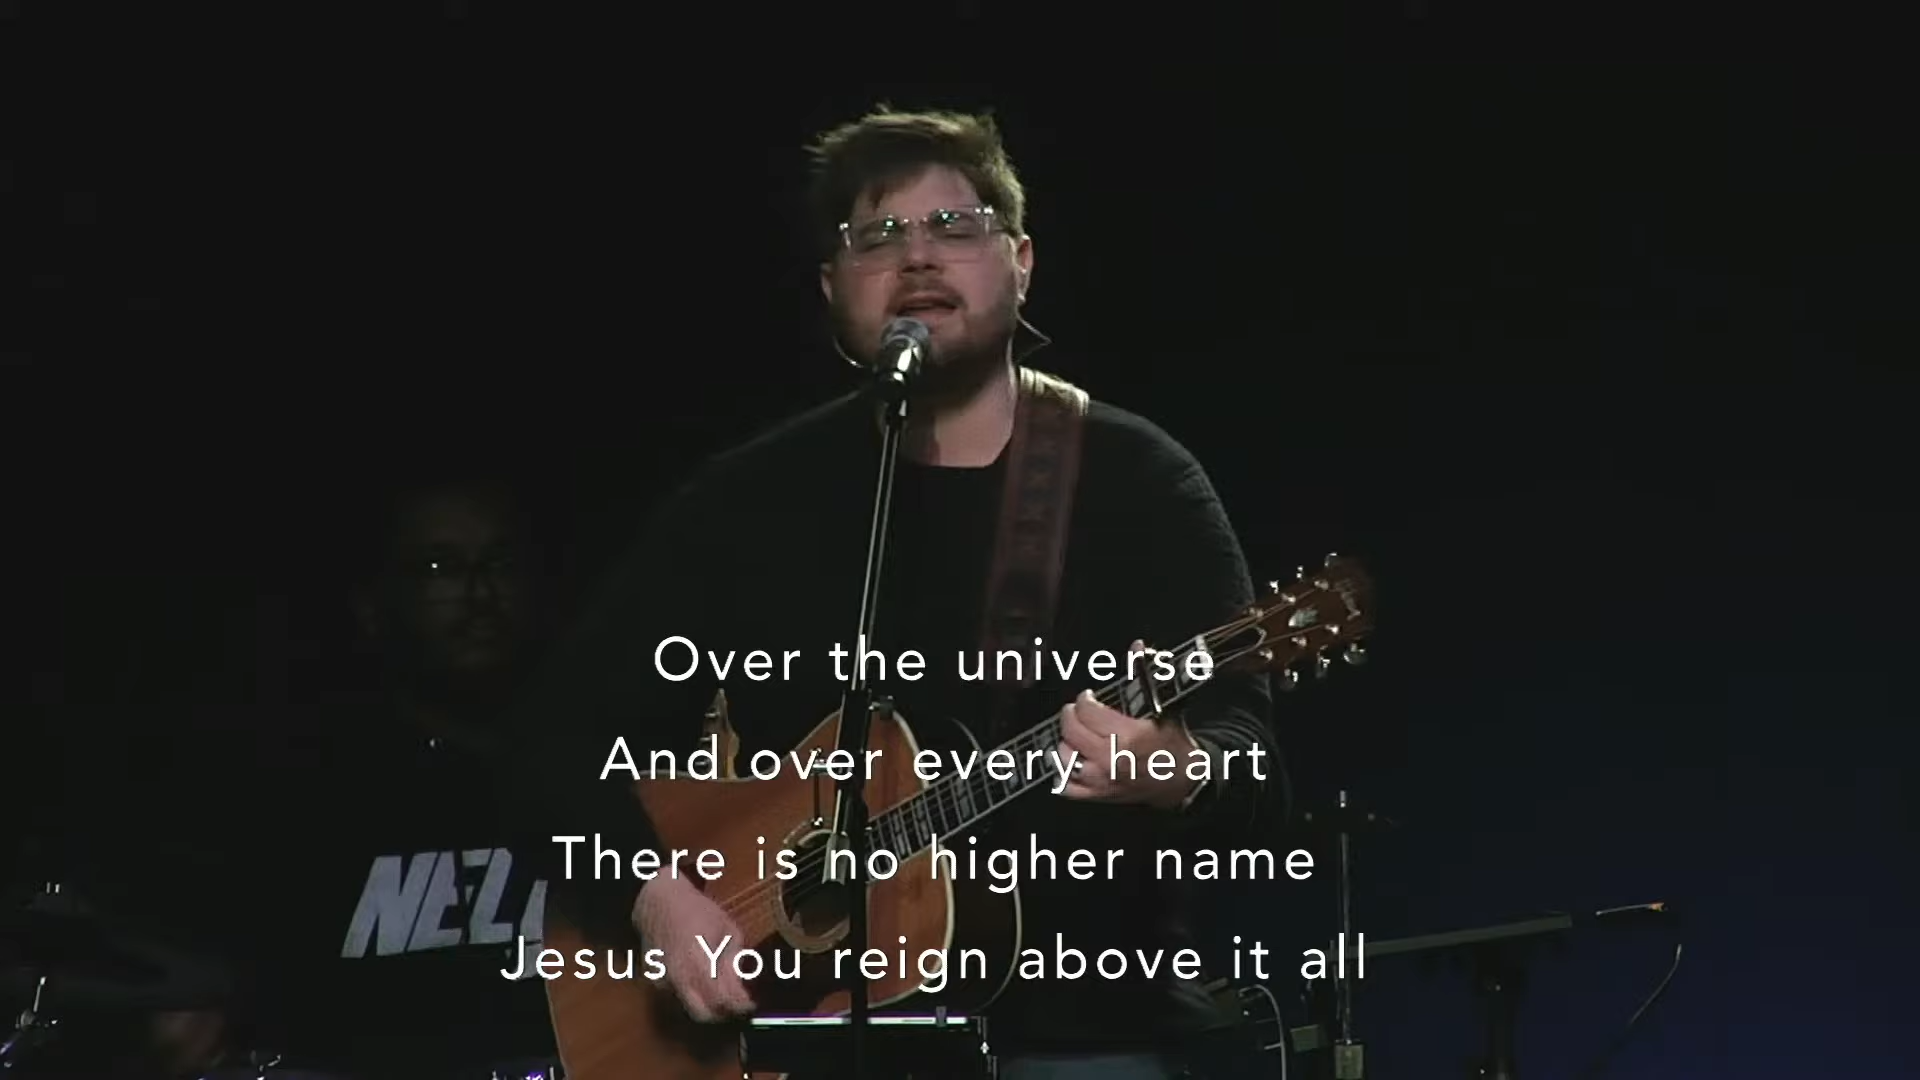 Over the universe
And over every heart
There is no higher name
Jesus You reign above it all